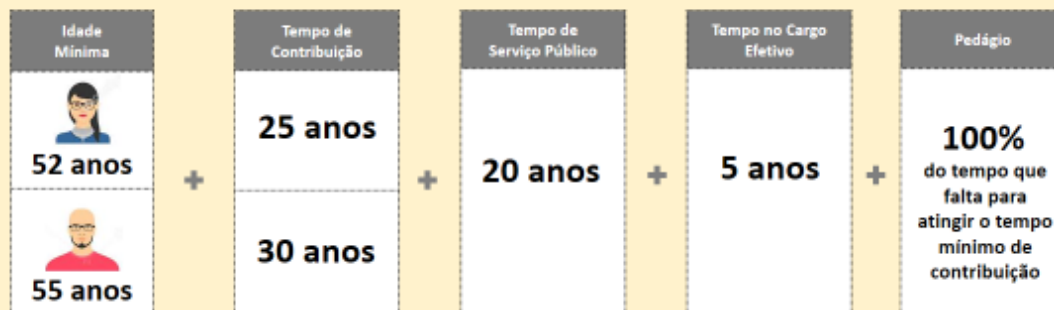 Idade
Mínima
52 anos
55 anos
+
Tempo de
Contribuição
25 anos
30 anos
+
Tempo de
Serviço Público
20 anos
+
Tempo no Cargo
Efetivo
5 anos
+
Pedágio
100%
do tempo que
falta para
atingir o tempo
mínimo de
contribuição